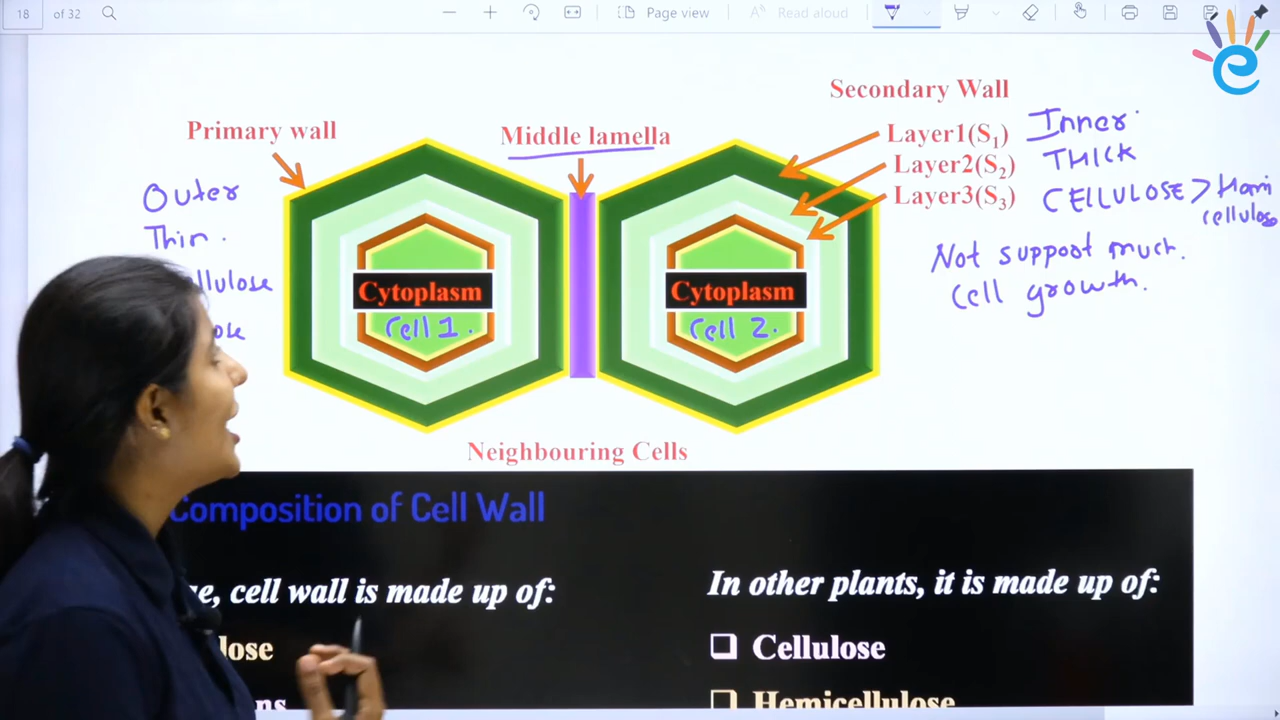 18 of 32
Page view
Read aloud
Secondary Wall
Primary wall
Middle lamella
Layer1(S1)
Layer2(S2)
Layer3(S3)
Inner
THICK
CELLULOSE >
cellulose
Not support much.
Cell growth.
Outer
Thin.
Cytoplasm
Cell 1.
Cytoplasm
Cell 2.
Neighbouring Cells
Composition of Cell Wall
cell wall is made up of:
In other plants, it is made up of:
Cellulose
Hemicellulose